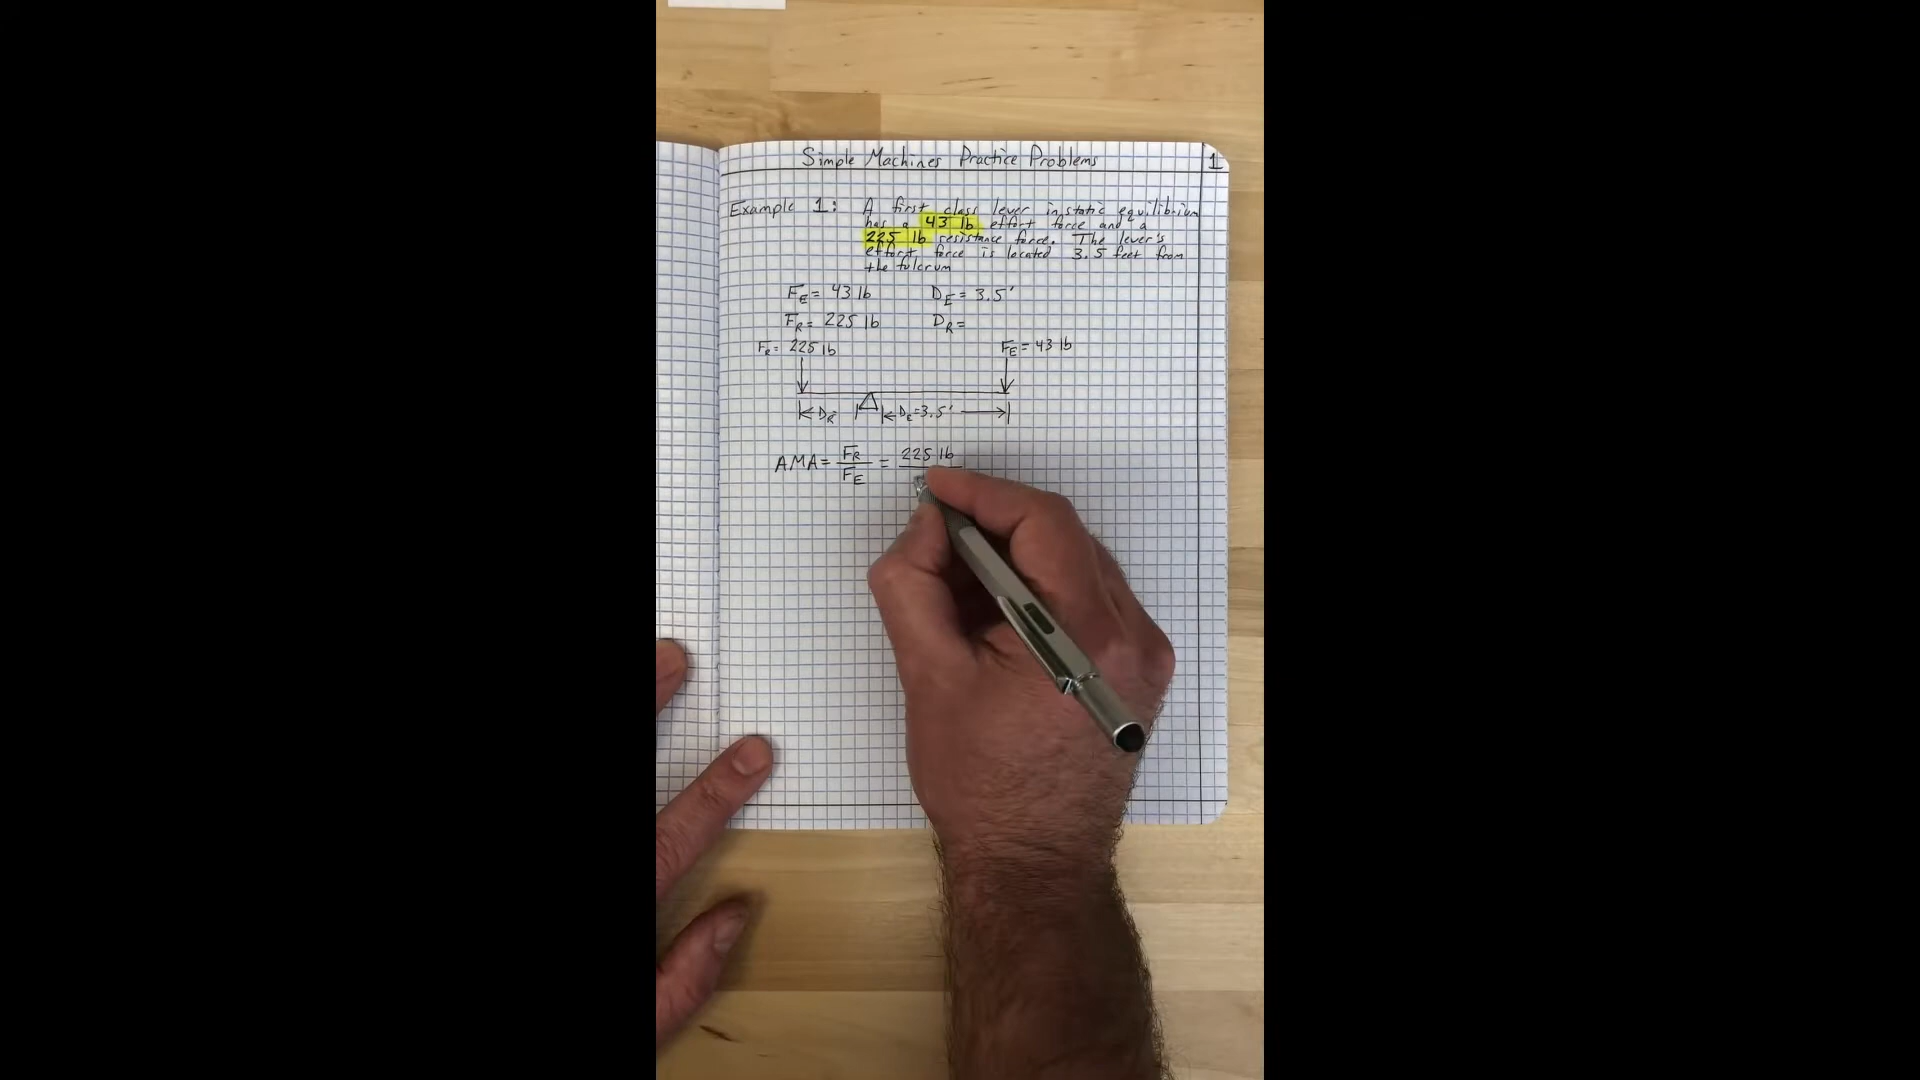 Simple Machines Practice Problems 1
Example 1: A first class lever in static equilibrium
has a 43 lb effort force and a
225 lb resistance force. The lever's
effort force is located 3.5 feet from
the fulcrum
FE = 43 lb DE = 3.5'
FR = 225 lb DR =
FR = 225 lb FE = 43 lb
DR= DE=3.5'
AMA = FR/FE = 225 lb